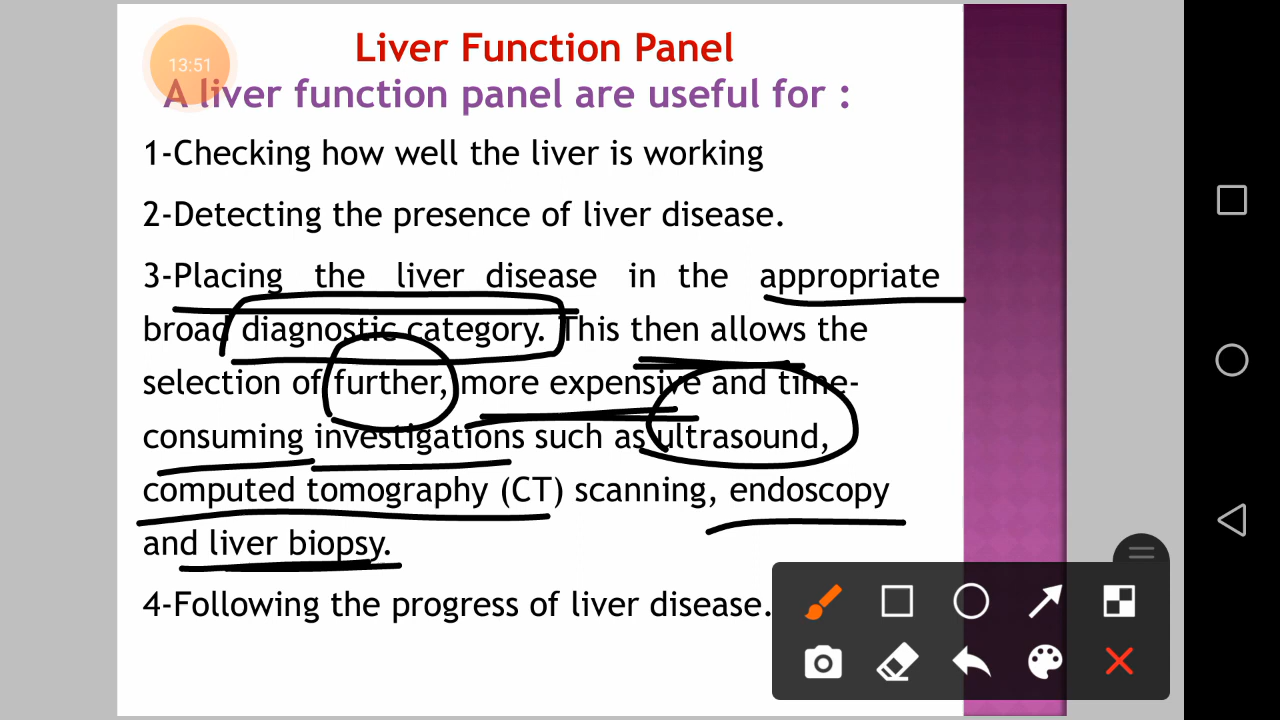 Liver Function Panel
13:51
A liver function panel are useful for :
1-Checking how well the liver is working
2-Detecting the presence of liver disease.
3-Placing the liver disease in the appropriate
broad diagnostic category. This then allows the
selection of further, more expensive and time-
consuming investigations such as ultrasound,
computed tomography (CT) scanning, endoscopy
and liver biopsy.
4-Following the progress of liver disease.